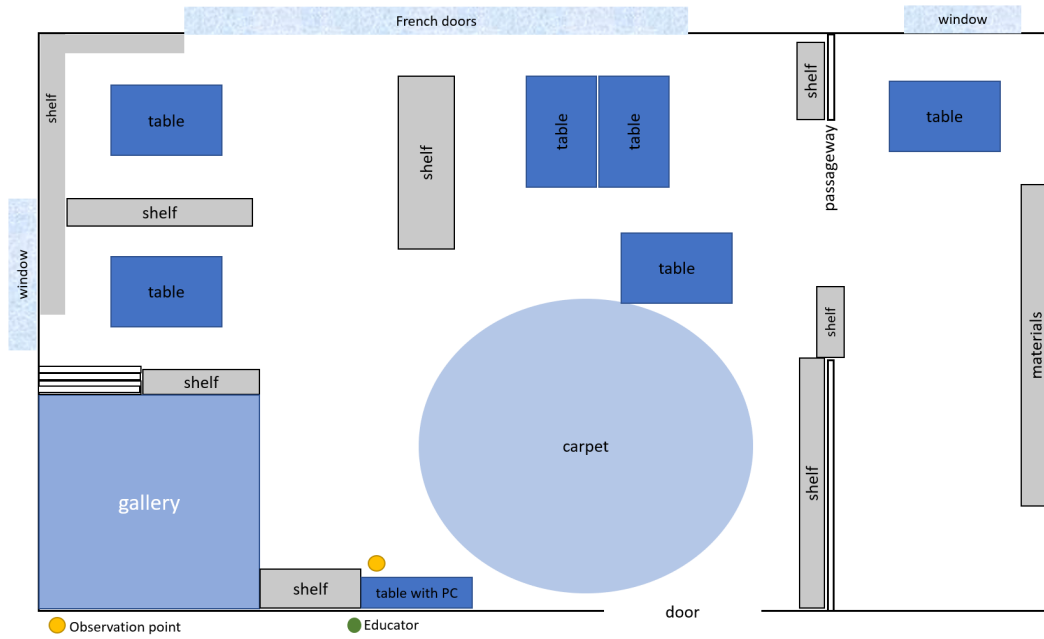 French doors
window
shelf
shelf
table
table
table
table
shelf
passageway
shelf
shelf
window
table
table
shelf
materials
shelf
carpet
shelf
gallery
shelf
table with PC
door
Observation point
Educator